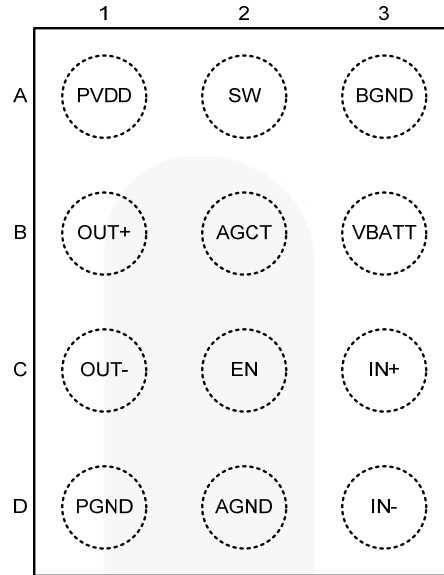 1 2 3
A PVDD SW BGND
B OUT+ AGCT VBATT
C OUT- EN IN+
D PGND AGND IN-